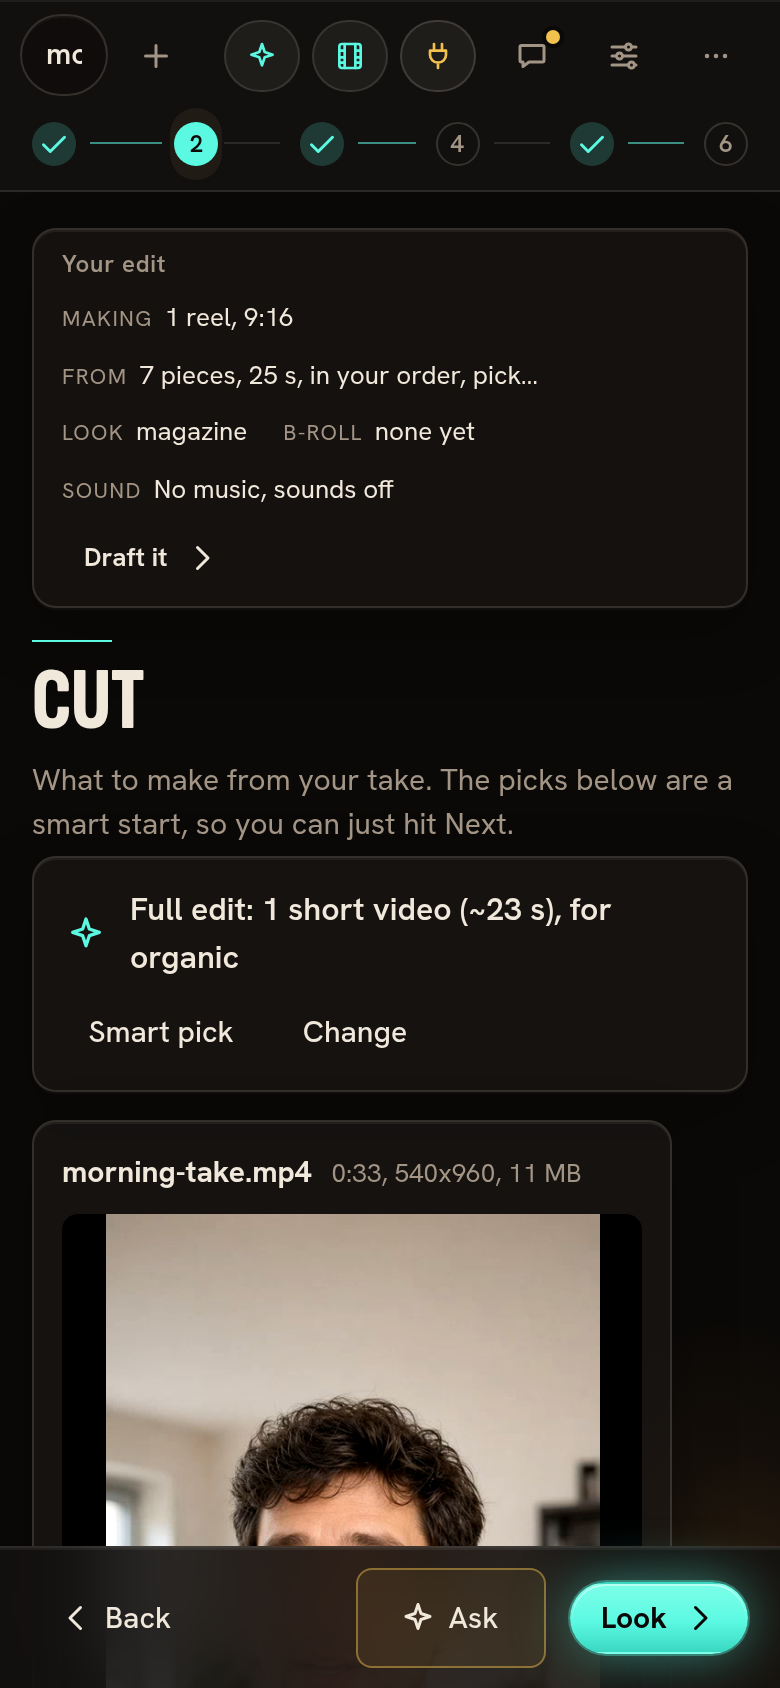 2
4
6
Your edit
MAKING 1 reel, 9:16
FROM 7 pieces, 25 s, in your order, pick...
LOOK magazine B-ROLL none yet
SOUND No music, sounds off
Draft it
CUT
What to make from your take. The picks below are a
smart start, so you can just hit Next.
Full edit: 1 short video (~23 s), for
organic
Smart pick Change
morning-take.mp4 0:33, 540x960, 11 MB
Back Ask Look